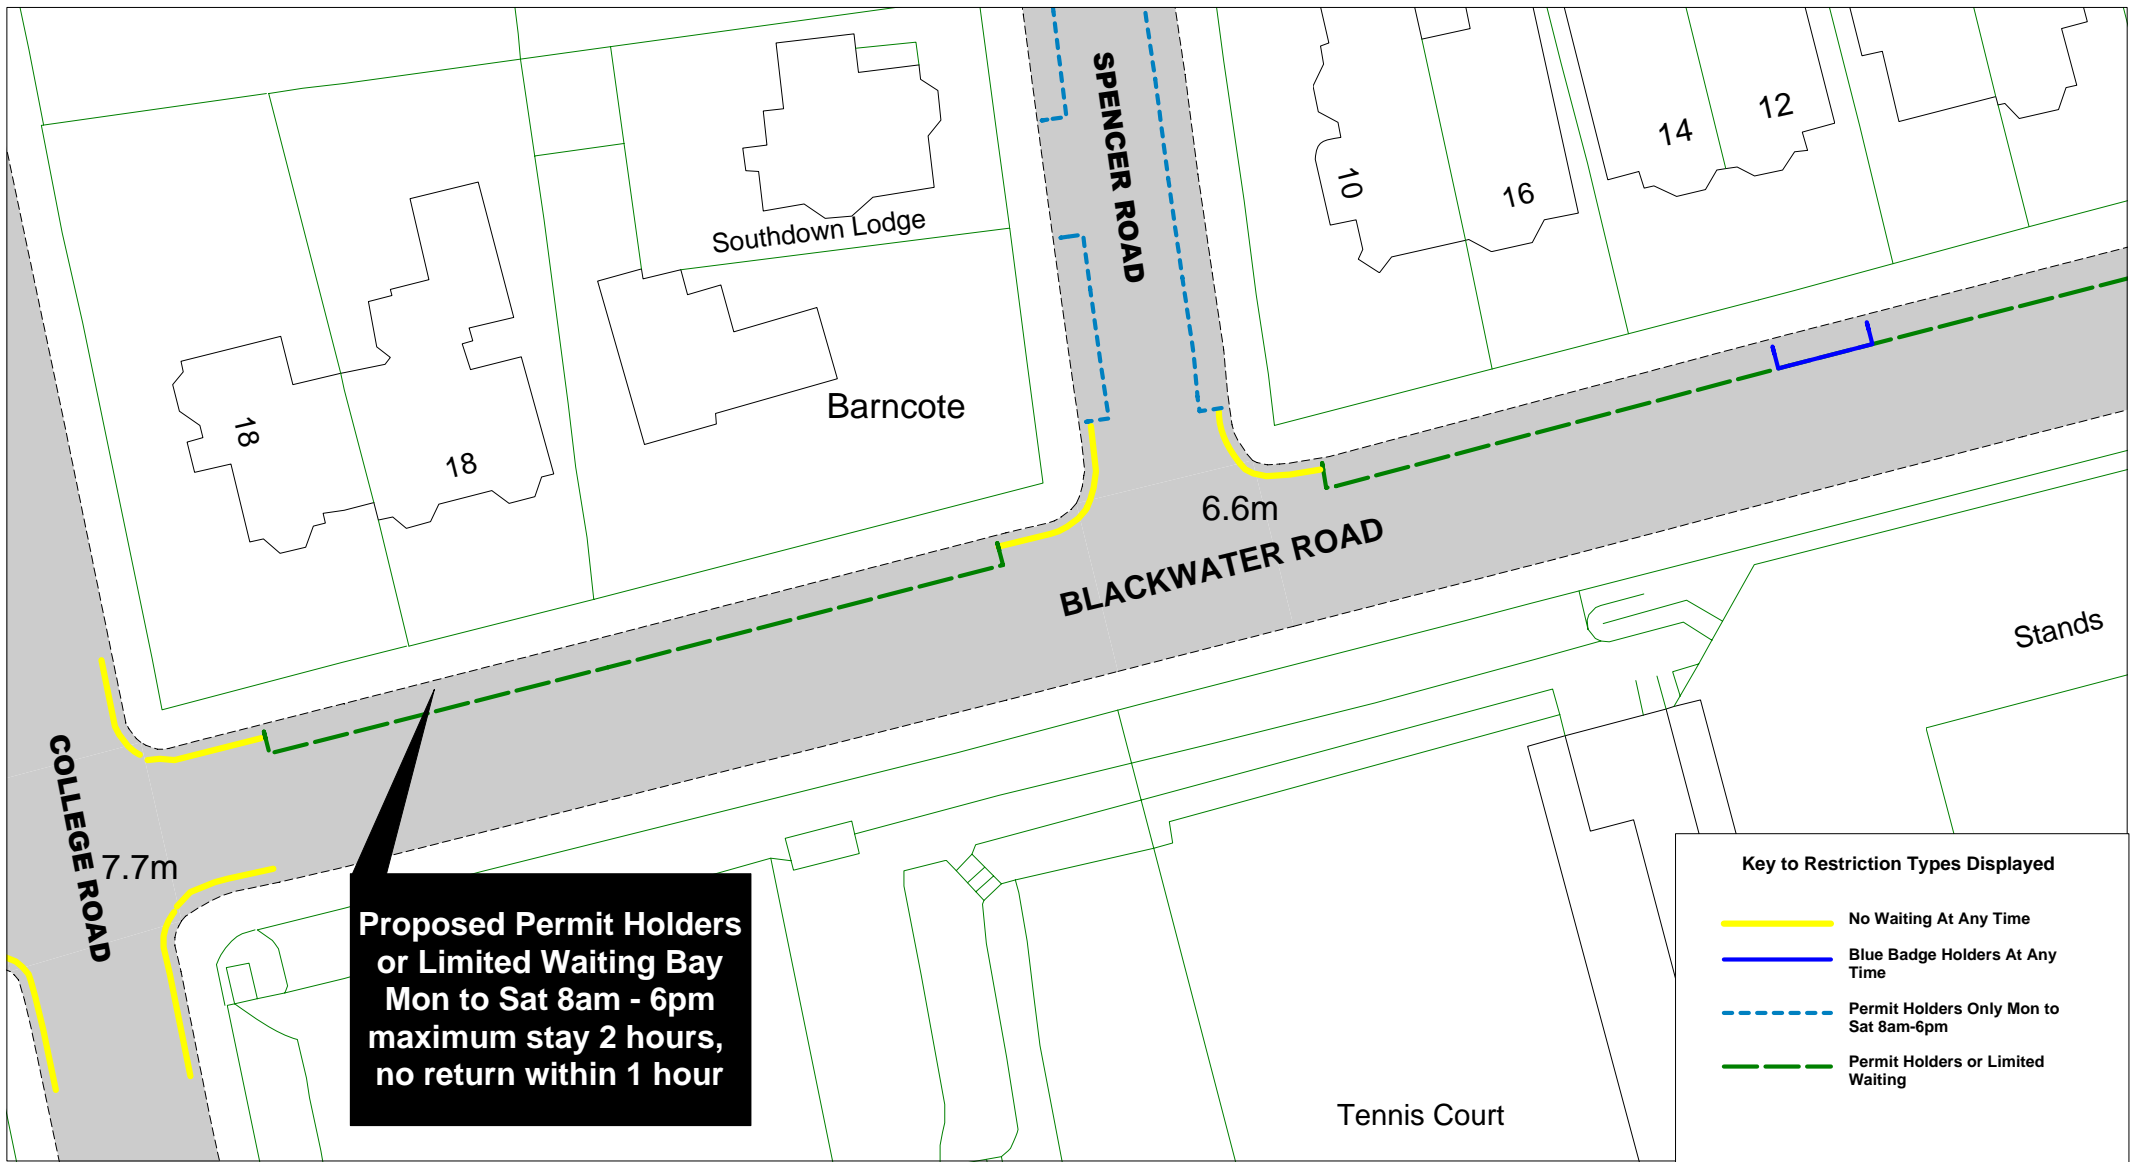 SPENCER ROAD
10
16
14
12
Southdown Lodge
Barncote
18
18
6.6m
BLACKWATER ROAD
Stands
COLLEGE ROAD
7.7m
Proposed Permit Holders
or Limited Waiting Bay
Mon to Sat 8am - 6pm
maximum stay 2 hours,
no return within 1 hour
Tennis Court
Key to Restriction Types Displayed
No Waiting At Any Time
Blue Badge Holders At Any
Time
Permit Holders Only Mon to
Sat 8am-6pm
Permit Holders or Limited
Waiting